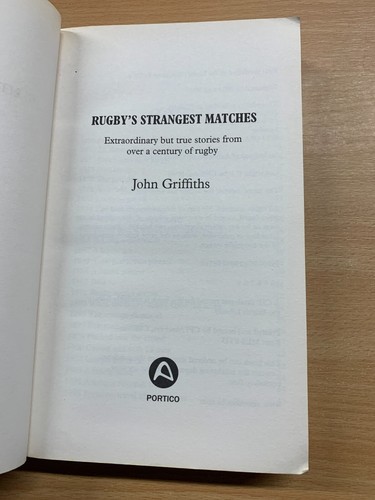 RUGBY'S STRANGEST MATCHES
Extraordinary but true stories from
over a century of rugby
John Griffiths
PORTICO